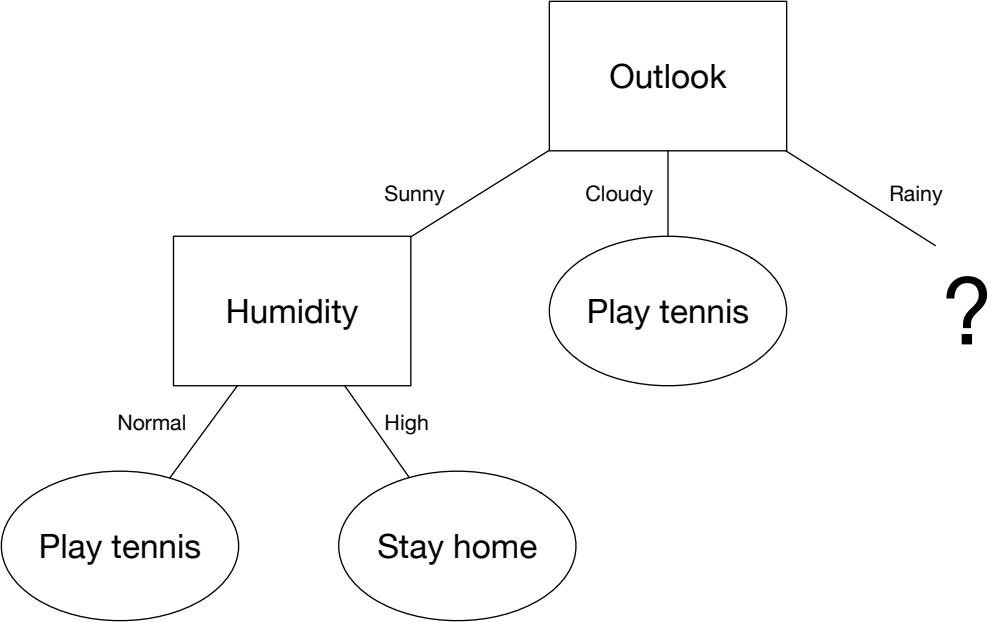 Outlook
Sunny
Cloudy
Rainy
Humidity
Play tennis
?
Normal
High
Play tennis
Stay home